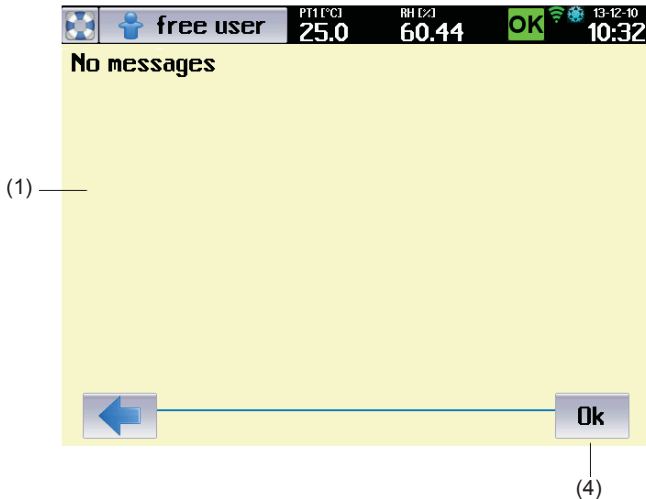 free user
PT1 [°C]
25.0
RH [%]
60.44
OK
13-12-10
10:32
No messages
(1)
Ok
(4)